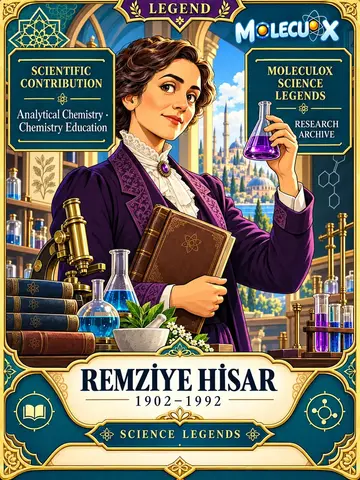 LEGEND
MOLECULOX
SCIENTIFIC
CONTRIBUTION
Analytical Chemistry ·
Chemistry Education
MOLECULOX
SCIENCE
LEGENDS
RESEARCH
ARCHIVE
REMZİYE HİSAR
1902–1992
SCIENCE LEGENDS